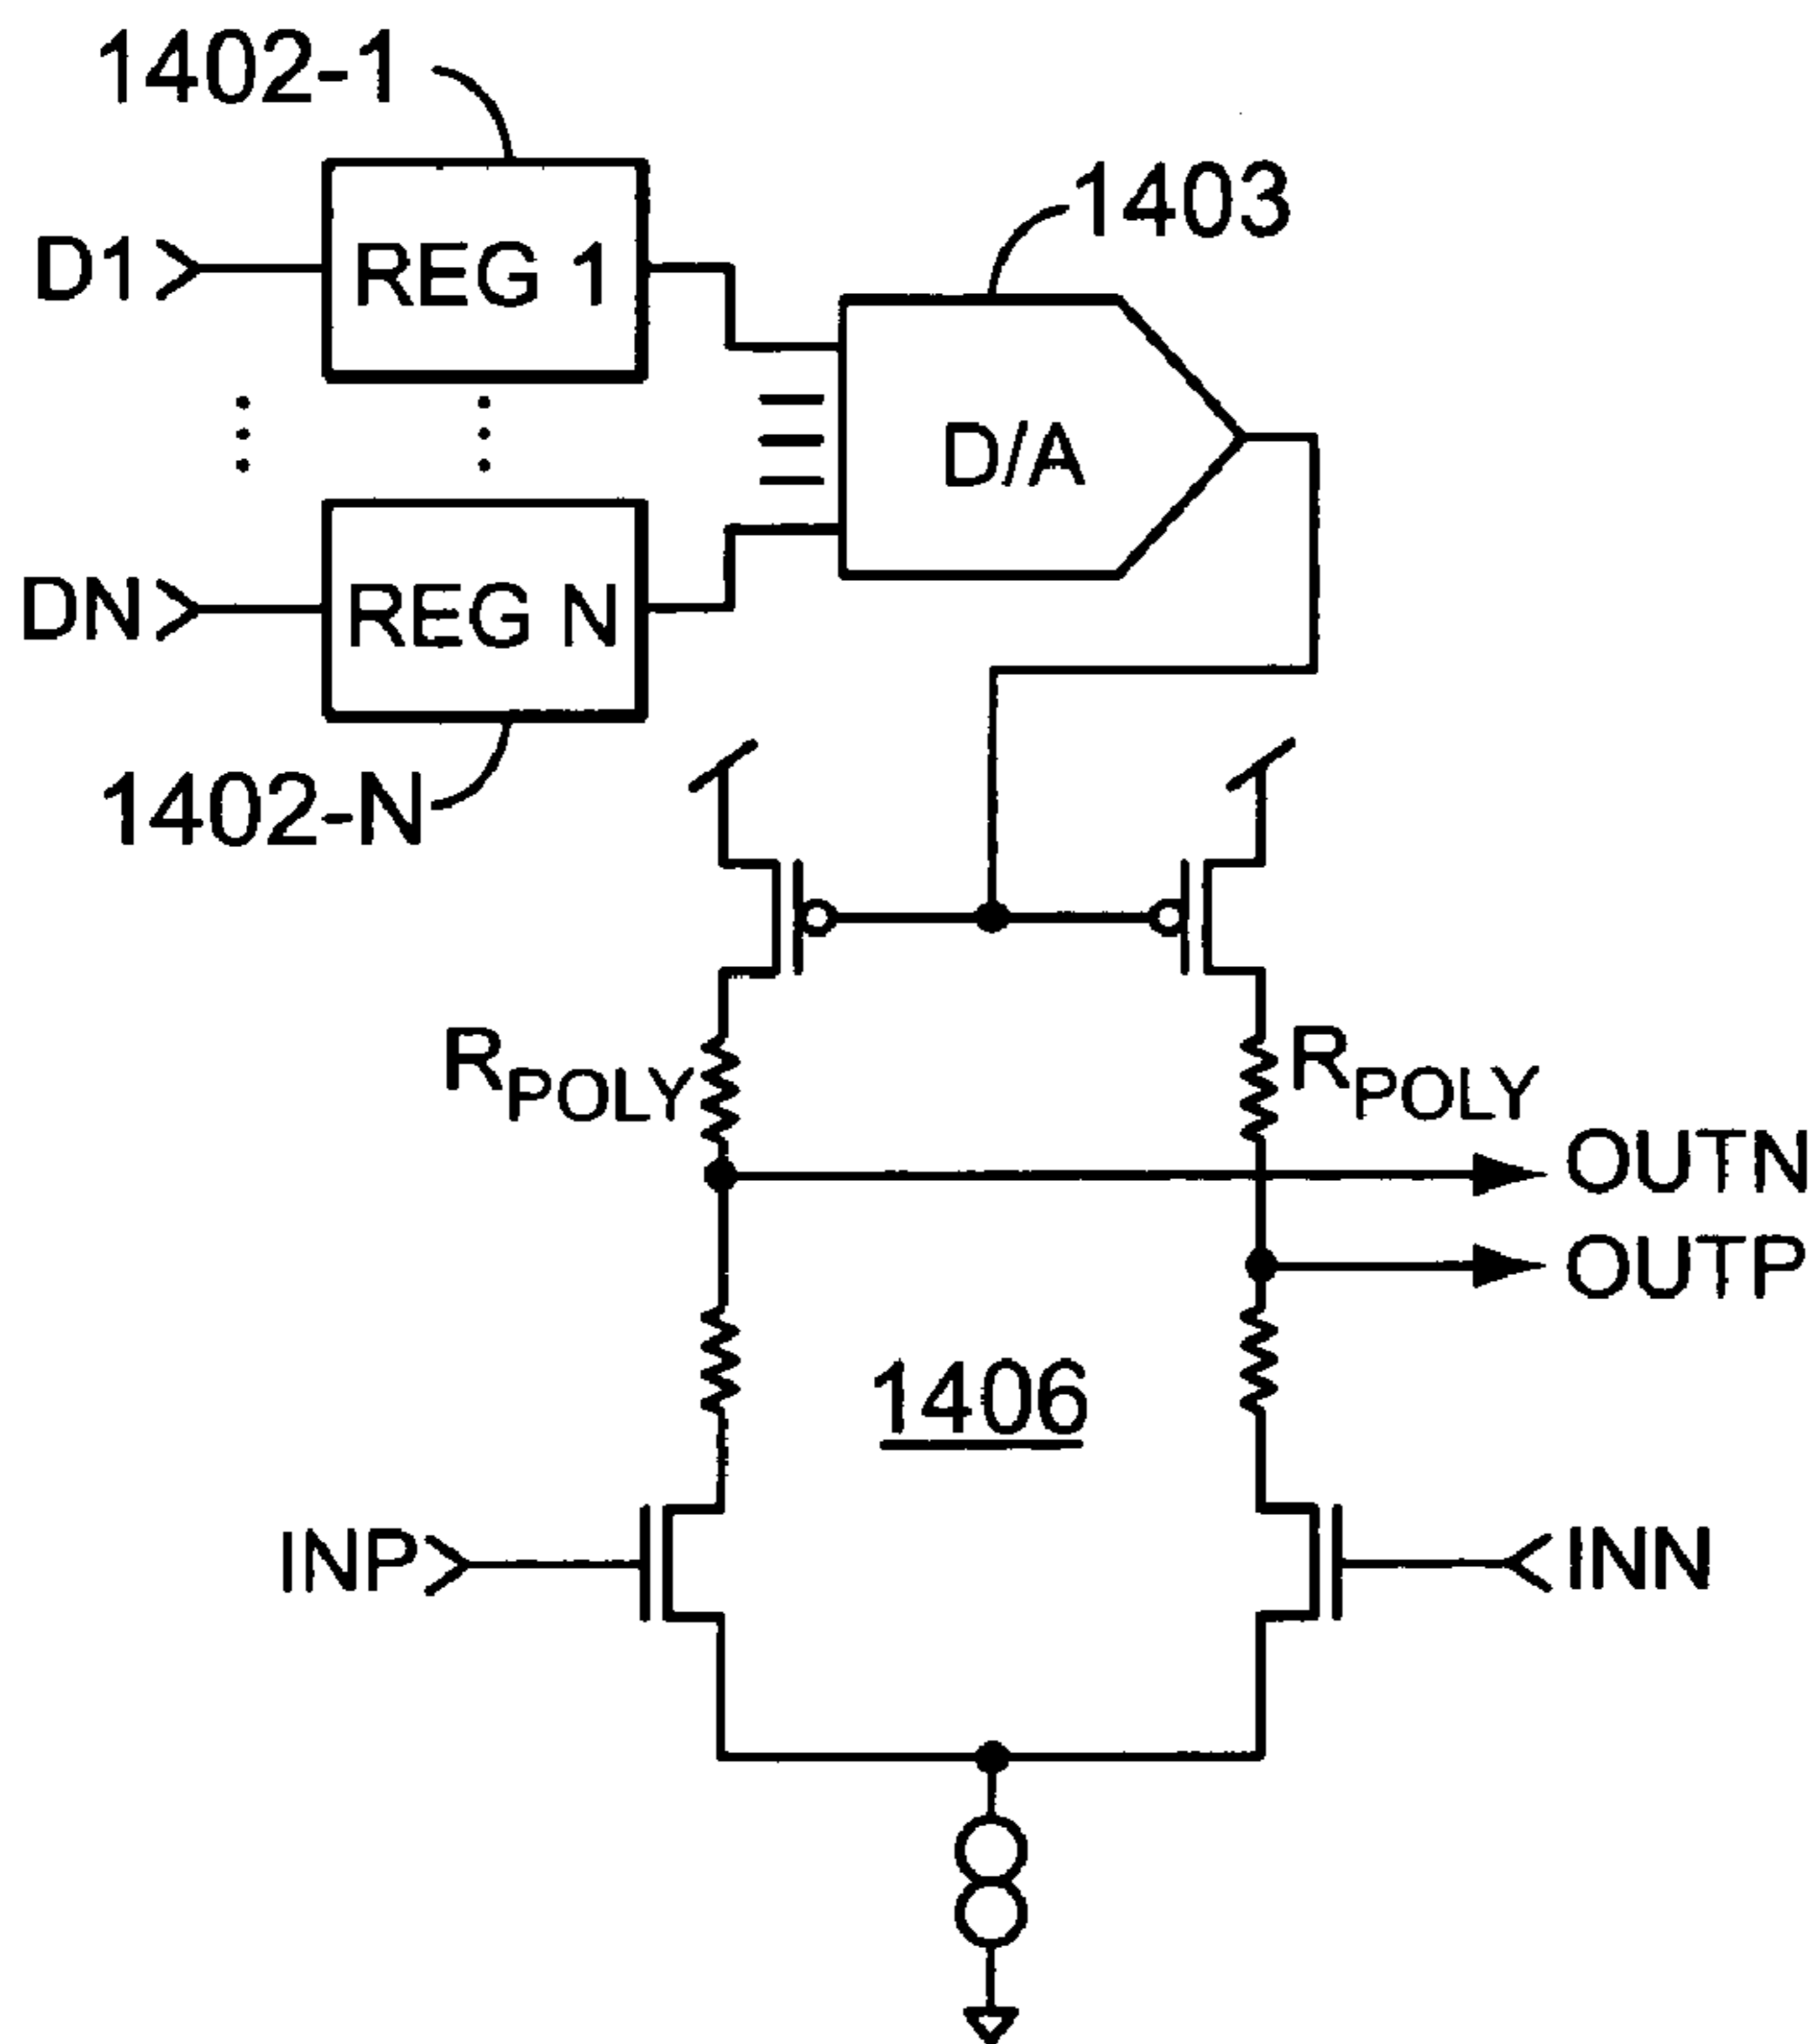 1402-1
1403
D1
REG 1
D/A
DN
REG N
1402-N
RPOLY
RPOLY
OUTN
OUTP
1406
INP
INN